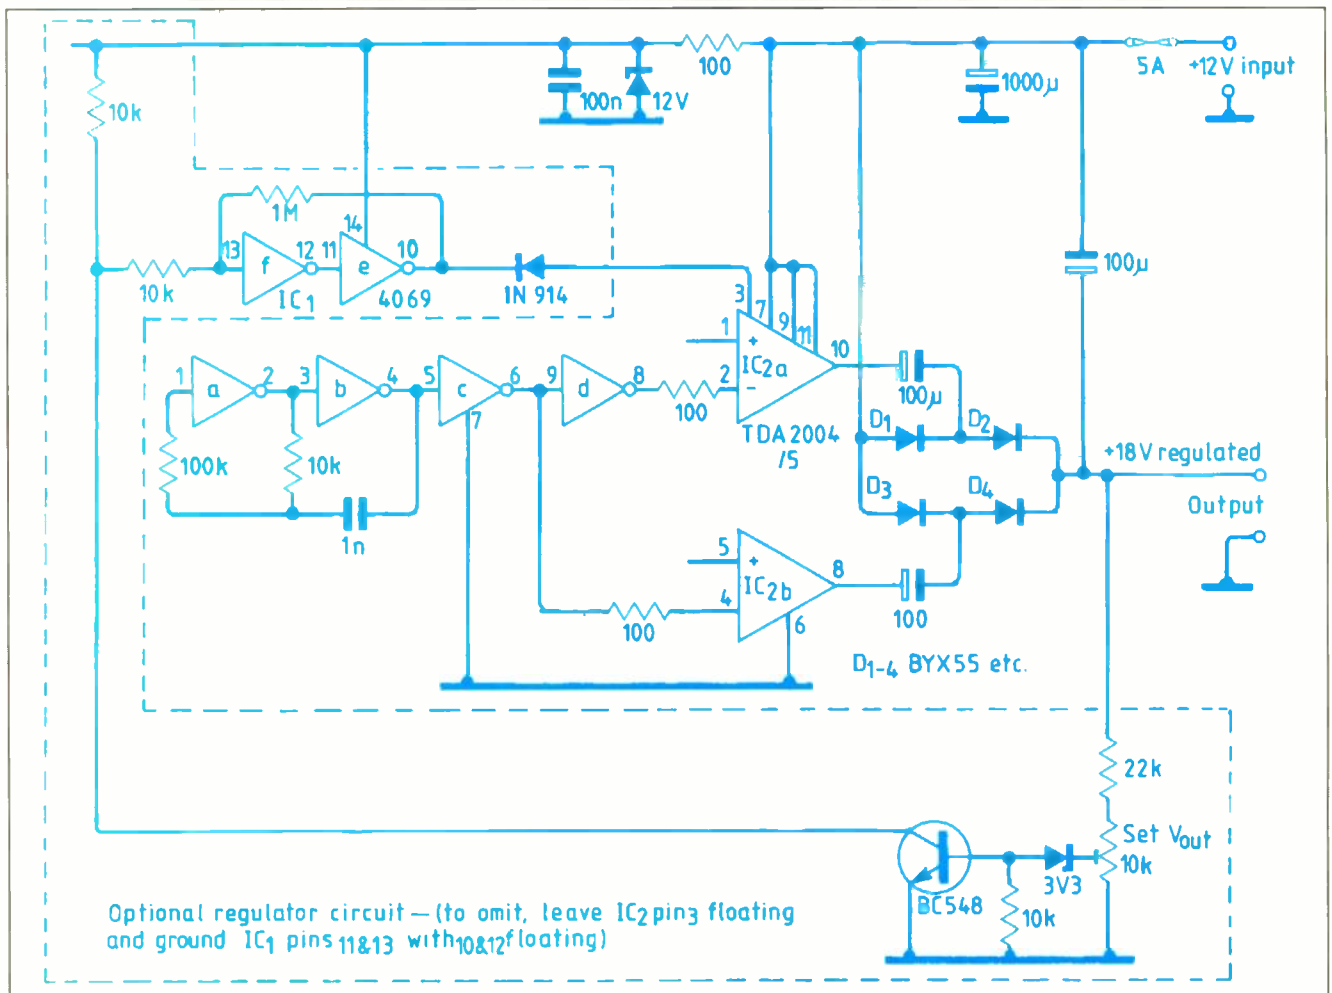 100
5A
+12V input
100n
12V
1000µ
10k
1M
14
13
f
12
11
e
10
10k
IC1
4069
1N 914
3
7
9
11
1
+
IC2a
10
2
-
TDA2004
/5
100µ
100µ
1
a
2
3
b
4
5
c
6
7
9
d
8
100
100k
10k
1n
D1
D2
D3
D4
+18V regulated
Output
5
+
IC2b
8
4
6
100
100
D1-4 BYX55 etc.
22k
Set Vout
10k
3V3
BC548
10k
Optional regulator circuit — (to omit, leave IC2 pin3 floating
and ground IC1 pins 11&13 with 10&12 floating)